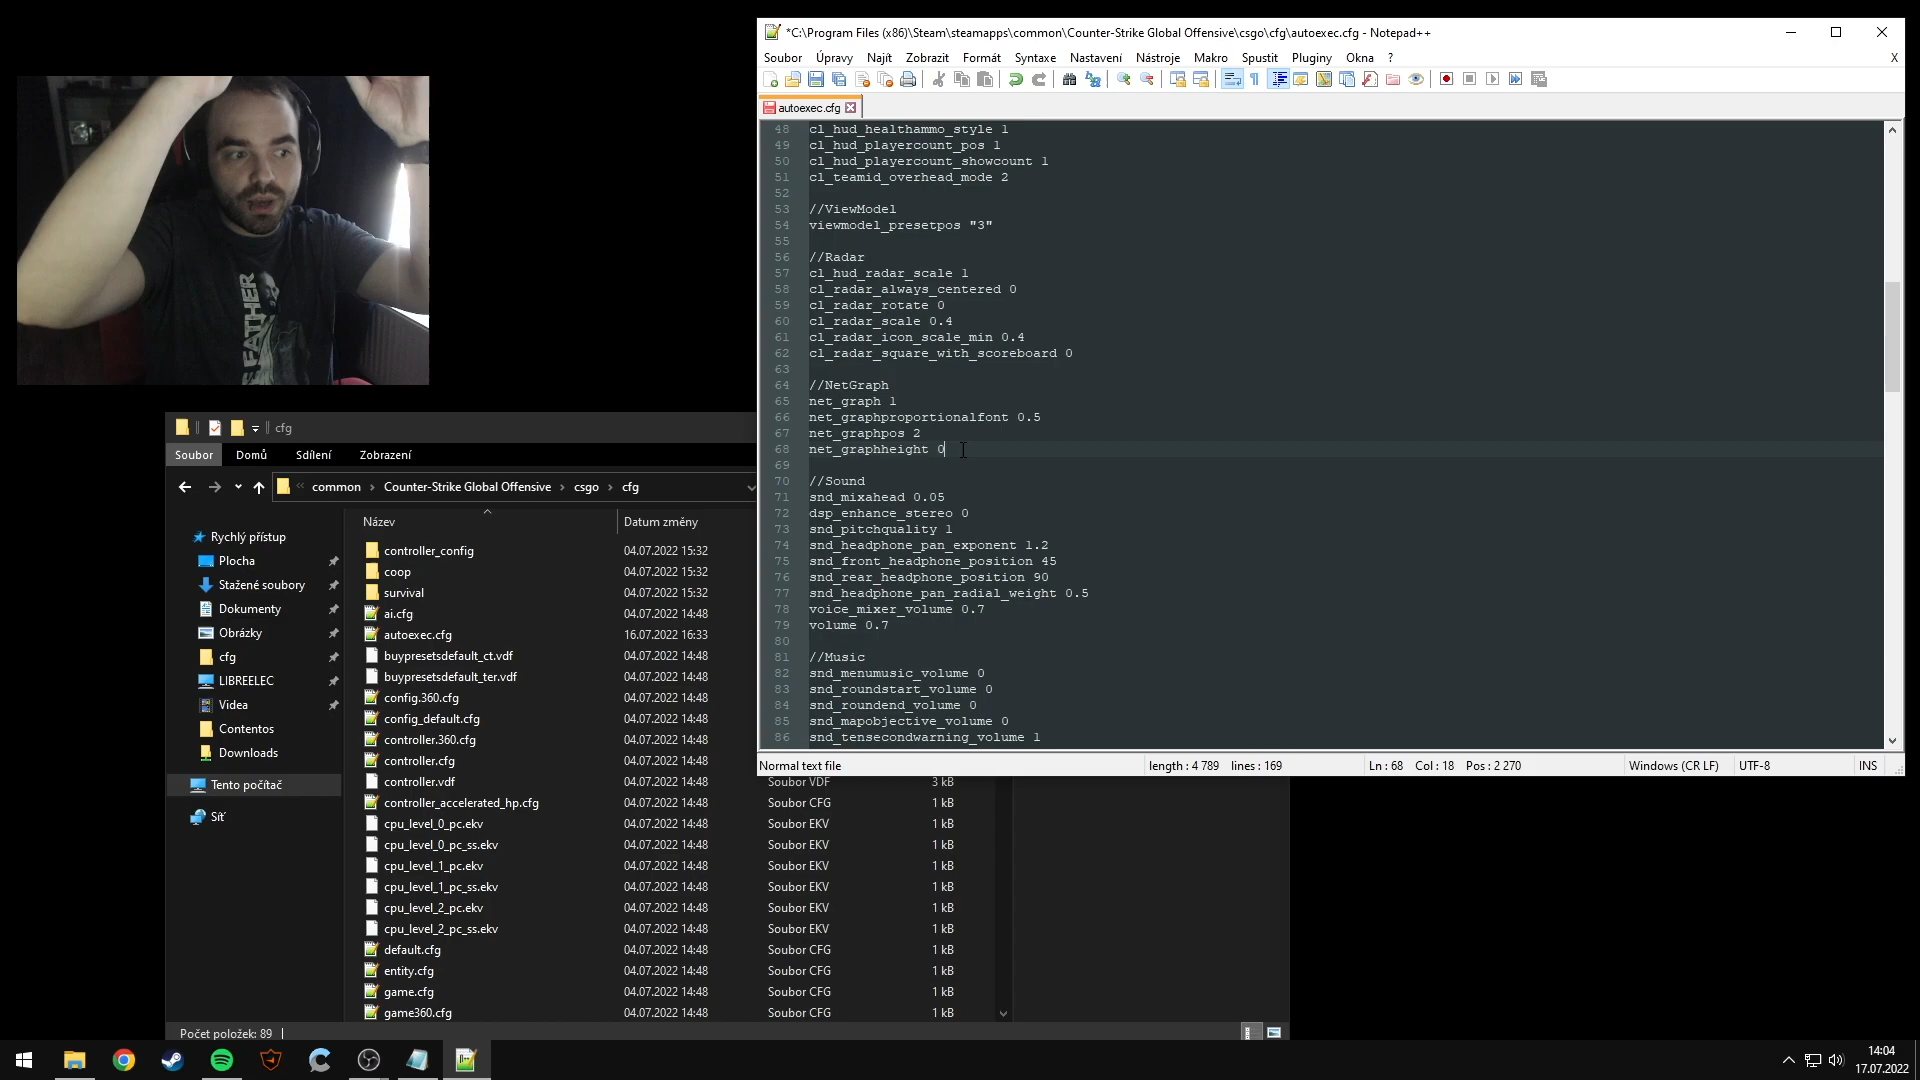 *C:\Program Files (x86)\Steam\steamapps\common\Counter-Strike Global Offensive\csgo\cfg\autoexec.cfg - Notepad++
Soubor Úpravy Najít Zobrazit Formát Syntaxe Nastavení Nástroje Makro Spustit Pluginy Okna ? X
autoexec.cfg
48 cl_hud_healthammo_style 1
49 cl_hud_playercount_pos 1
50 cl_hud_playercount_showcount 1
51 cl_teamid_overhead_mode 2
52
53 //ViewModel
54 viewmodel_presetpos "3"
55
56 //Radar
57 cl_hud_radar_scale 1
58 cl_radar_always_centered 0
59 cl_radar_rotate 0
60 cl_radar_scale 0.4
61 cl_radar_icon_scale_min 0.4
62 cl_radar_square_with_scoreboard 0
63
64 //NetGraph
65 net_graph 1
66 net_graphproportionalfont 0.5
67 net_graphpos 2
68 net_graphheight 0
69
70 //Sound
71 snd_mixahead 0.05
72 dsp_enhance_stereo 0
73 snd_pitchquality 1
74 snd_headphone_pan_exponent 1.2
75 snd_front_headphone_position 45
76 snd_rear_headphone_position 90
77 snd_headphone_pan_radial_weight 0.5
78 voice_mixer_volume 0.7
79 volume 0.7
80
81 //Music
82 snd_menumusic_volume 0
83 snd_roundstart_volume 0
84 snd_roundend_volume 0
85 snd_mapobjective_volume 0
86 snd_tensecondwarning_volume 1
Normal text file length : 4 789 lines : 169 Ln : 68 Col : 18 Pos : 2 270 Windows (CR LF) UTF-8 INS
E FATHER
cfg
Soubor Domů Sdílení Zobrazení
« common › Counter-Strike Global Offensive › csgo › cfg
Rychlý přístup
Plocha
Stažené soubory
Dokumenty
Obrázky
cfg
LIBREELEC
Videa
Contentos
Downloads
Tento počítač
Síť
Název Datum změny
controller_config 04.07.2022 15:32
coop 04.07.2022 15:32
survival 04.07.2022 15:32
ai.cfg 04.07.2022 14:48
autoexec.cfg 16.07.2022 16:33
buypresetsdefault_ct.vdf 04.07.2022 14:48
buypresetsdefault_ter.vdf 04.07.2022 14:48
config.360.cfg 04.07.2022 14:48
config_default.cfg 04.07.2022 14:48
controller.360.cfg 04.07.2022 14:48
controller.cfg 04.07.2022 14:48
controller.vdf 04.07.2022 14:48 Soubor VDF 3 kB
controller_accelerated_hp.cfg 04.07.2022 14:48 Soubor CFG 1 kB
cpu_level_0_pc.ekv 04.07.2022 14:48 Soubor EKV 1 kB
cpu_level_0_pc_ss.ekv 04.07.2022 14:48 Soubor EKV 1 kB
cpu_level_1_pc.ekv 04.07.2022 14:48 Soubor EKV 1 kB
cpu_level_1_pc_ss.ekv 04.07.2022 14:48 Soubor EKV 1 kB
cpu_level_2_pc.ekv 04.07.2022 14:48 Soubor EKV 1 kB
cpu_level_2_pc_ss.ekv 04.07.2022 14:48 Soubor EKV 1 kB
default.cfg 04.07.2022 14:48 Soubor CFG 1 kB
entity.cfg 04.07.2022 14:48 Soubor CFG 1 kB
game.cfg 04.07.2022 14:48 Soubor CFG 1 kB
game360.cfg 04.07.2022 14:48 Soubor CFG 1 kB
Počet položek: 89
14:04
17.07.2022